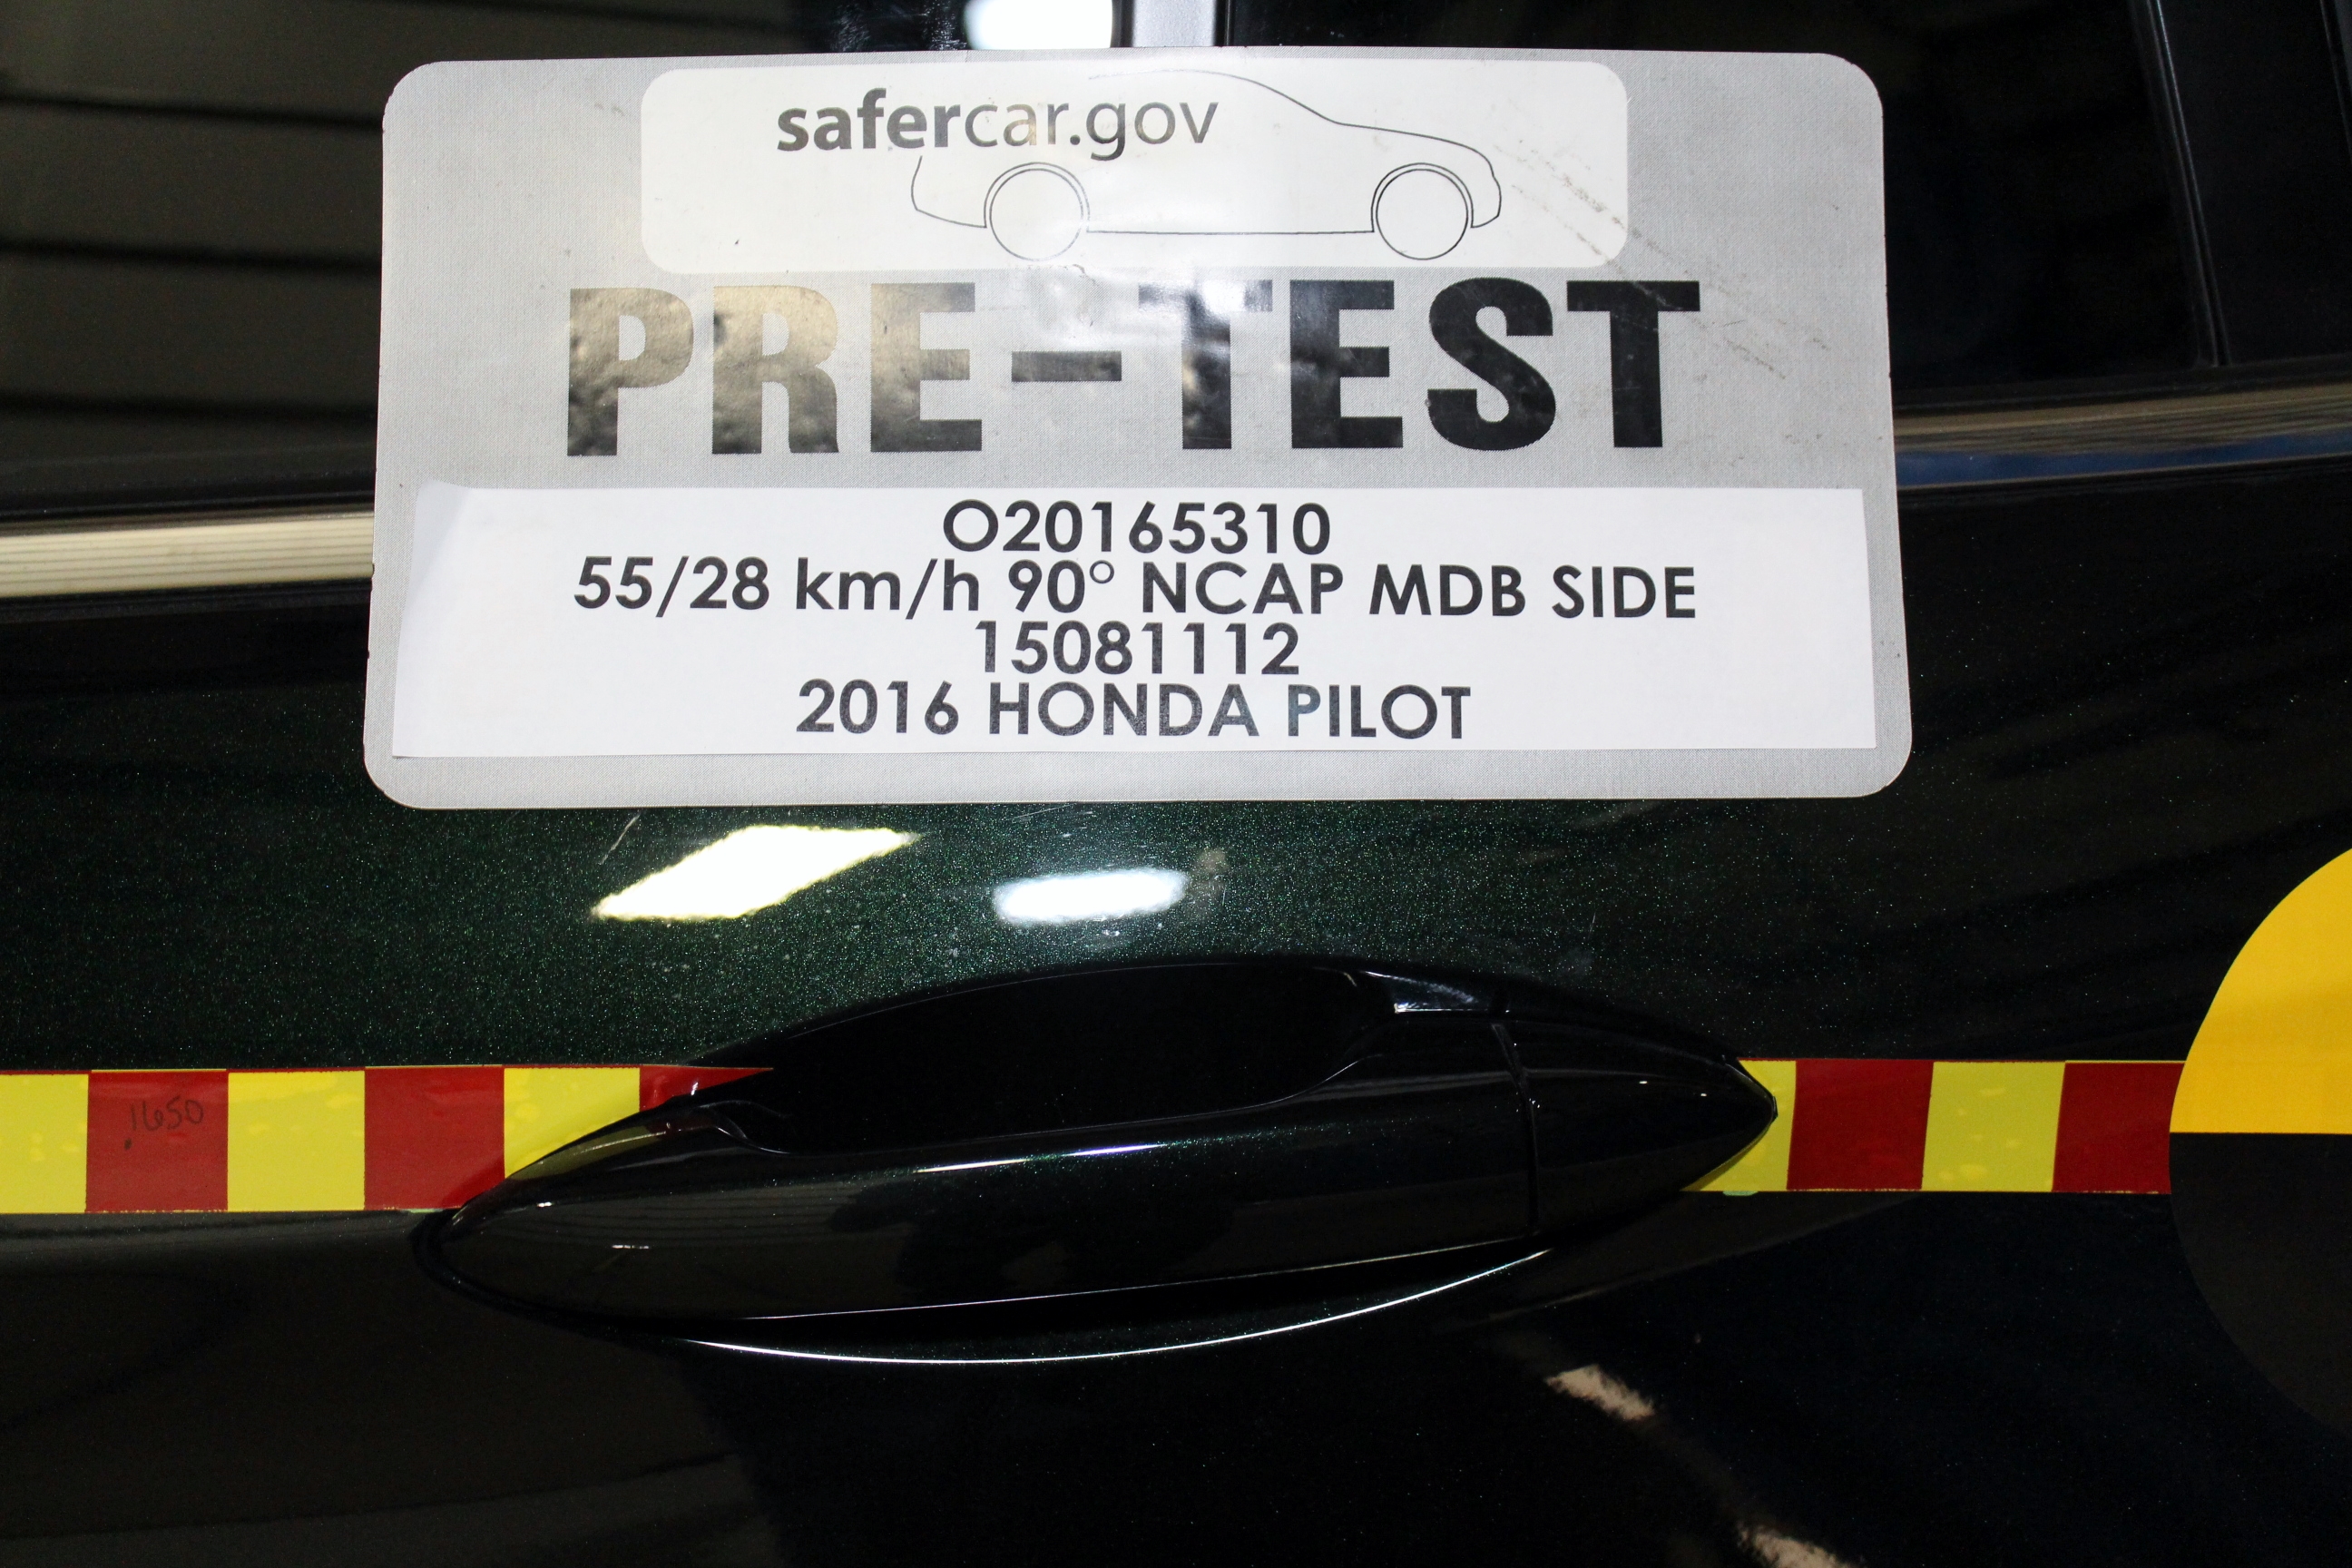 safercar.gov
PRE-TEST
O20165310
55/28 km/h 90° NCAP MDB SIDE
15081112
2016 HONDA PILOT
.1650